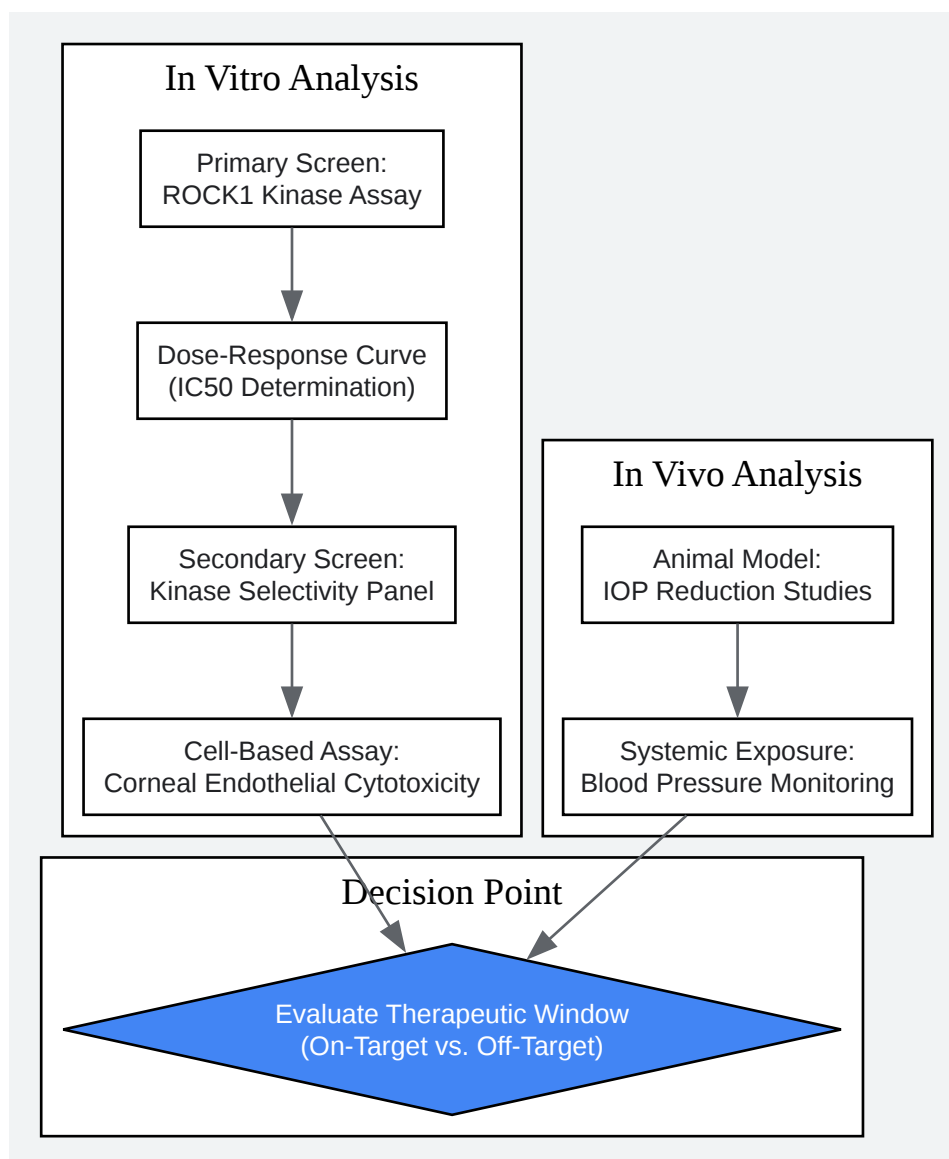 In Vitro Analysis
Primary Screen:
ROCK1 Kinase Assay
Dose-Response Curve
(IC50 Determination)
Secondary Screen:
Kinase Selectivity Panel
Cell-Based Assay:
Corneal Endothelial Cytotoxicity
In Vivo Analysis
Animal Model:
IOP Reduction Studies
Systemic Exposure:
Blood Pressure Monitoring
Decision Point
Evaluate Therapeutic Window
(On-Target vs. Off-Target)